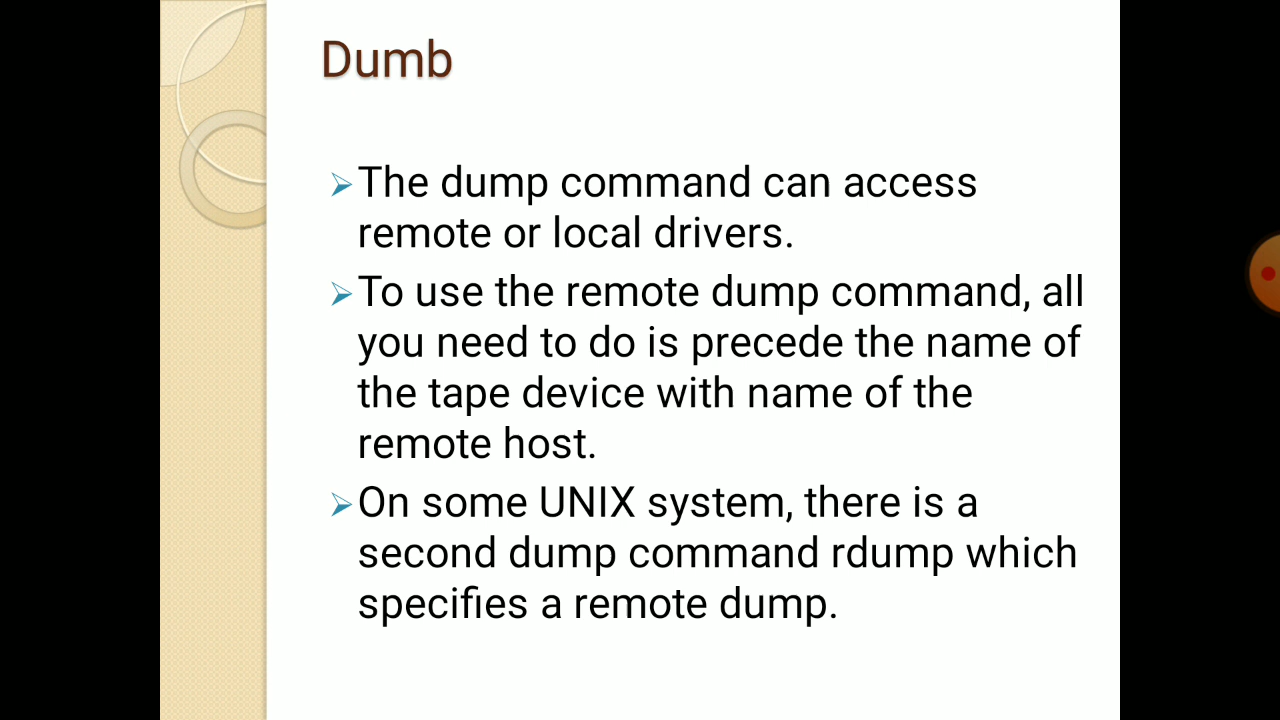 Dumb
The dump command can access
remote or local drivers.
To use the remote dump command, all
you need to do is precede the name of
the tape device with name of the
remote host.
On some UNIX system, there is a
second dump command rdump which
specifies a remote dump.